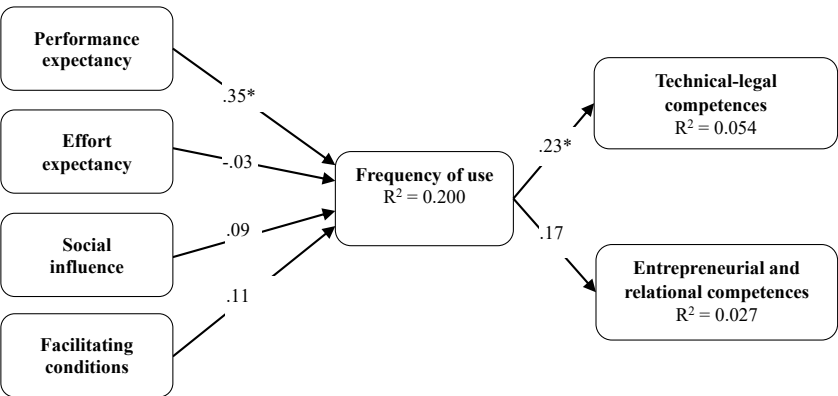 Performance
expectancy
.35*
Effort
expectancy
-.03
Social
influence
.09
Facilitating
conditions
.11
Frequency of use
R² = 0.200
.23*
.17
Technical-legal
competences
R² = 0.054
Entrepreneurial and
relational competences
R² = 0.027